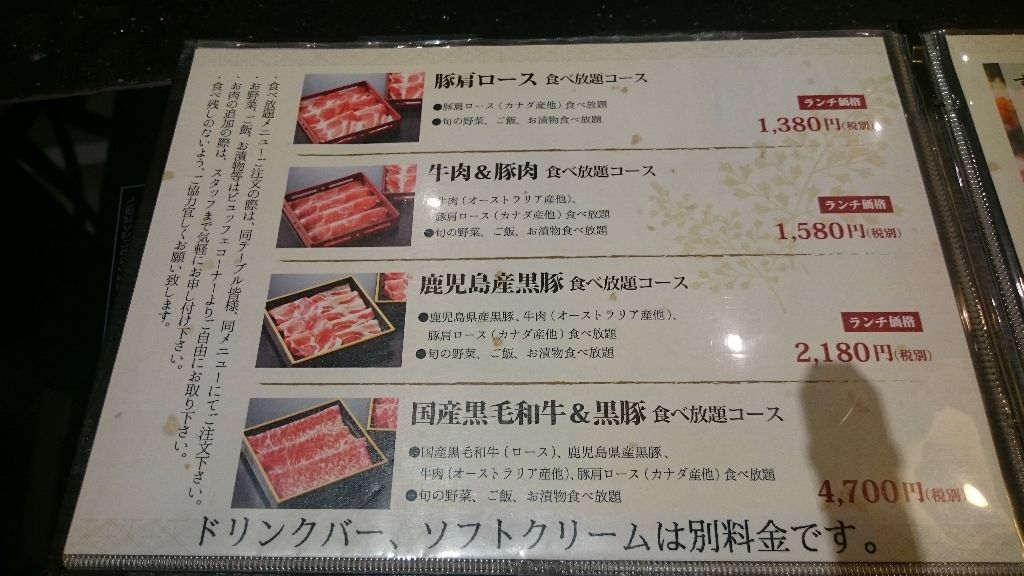 ・食べ放題メニューご注文の際は、同テーブル皆様、同メニューにてご注文下さい。
・お野菜、ご飯、お漬物等はビュッフェコーナーよりご自由にお取り下さい。
・お肉の追加の際は、スタッフまで気軽にお申し付け下さい。
・食べ残しのないよう、ご協力宜しくお願い致します。
豚肩ロース 食べ放題コース
●豚肩ロース(カナダ産他)食べ放題
●旬の野菜、ご飯、お漬物食べ放題
ランチ価格
1,380円(税別)
牛肉&豚肉 食べ放題コース
●牛肉(オーストラリア産他)、
豚肩ロース(カナダ産他)食べ放題
●旬の野菜、ご飯、お漬物食べ放題
ランチ価格
1,580円(税別)
鹿児島産黒豚 食べ放題コース
●鹿児島県産黒豚、牛肉(オーストラリア産他)、
豚肩ロース(カナダ産他)食べ放題
●旬の野菜、ご飯、お漬物食べ放題
ランチ価格
2,180円(税別)
国産黒毛和牛&黒豚 食べ放題コース
●国産黒毛和牛(ロース)、鹿児島県産黒豚、
牛肉(オーストラリア産他)、豚肩ロース(カナダ産他)食べ放題
●旬の野菜、ご飯、お漬物食べ放題
4,700円(税別)
ドリンクバー、ソフトクリームは別料金です。